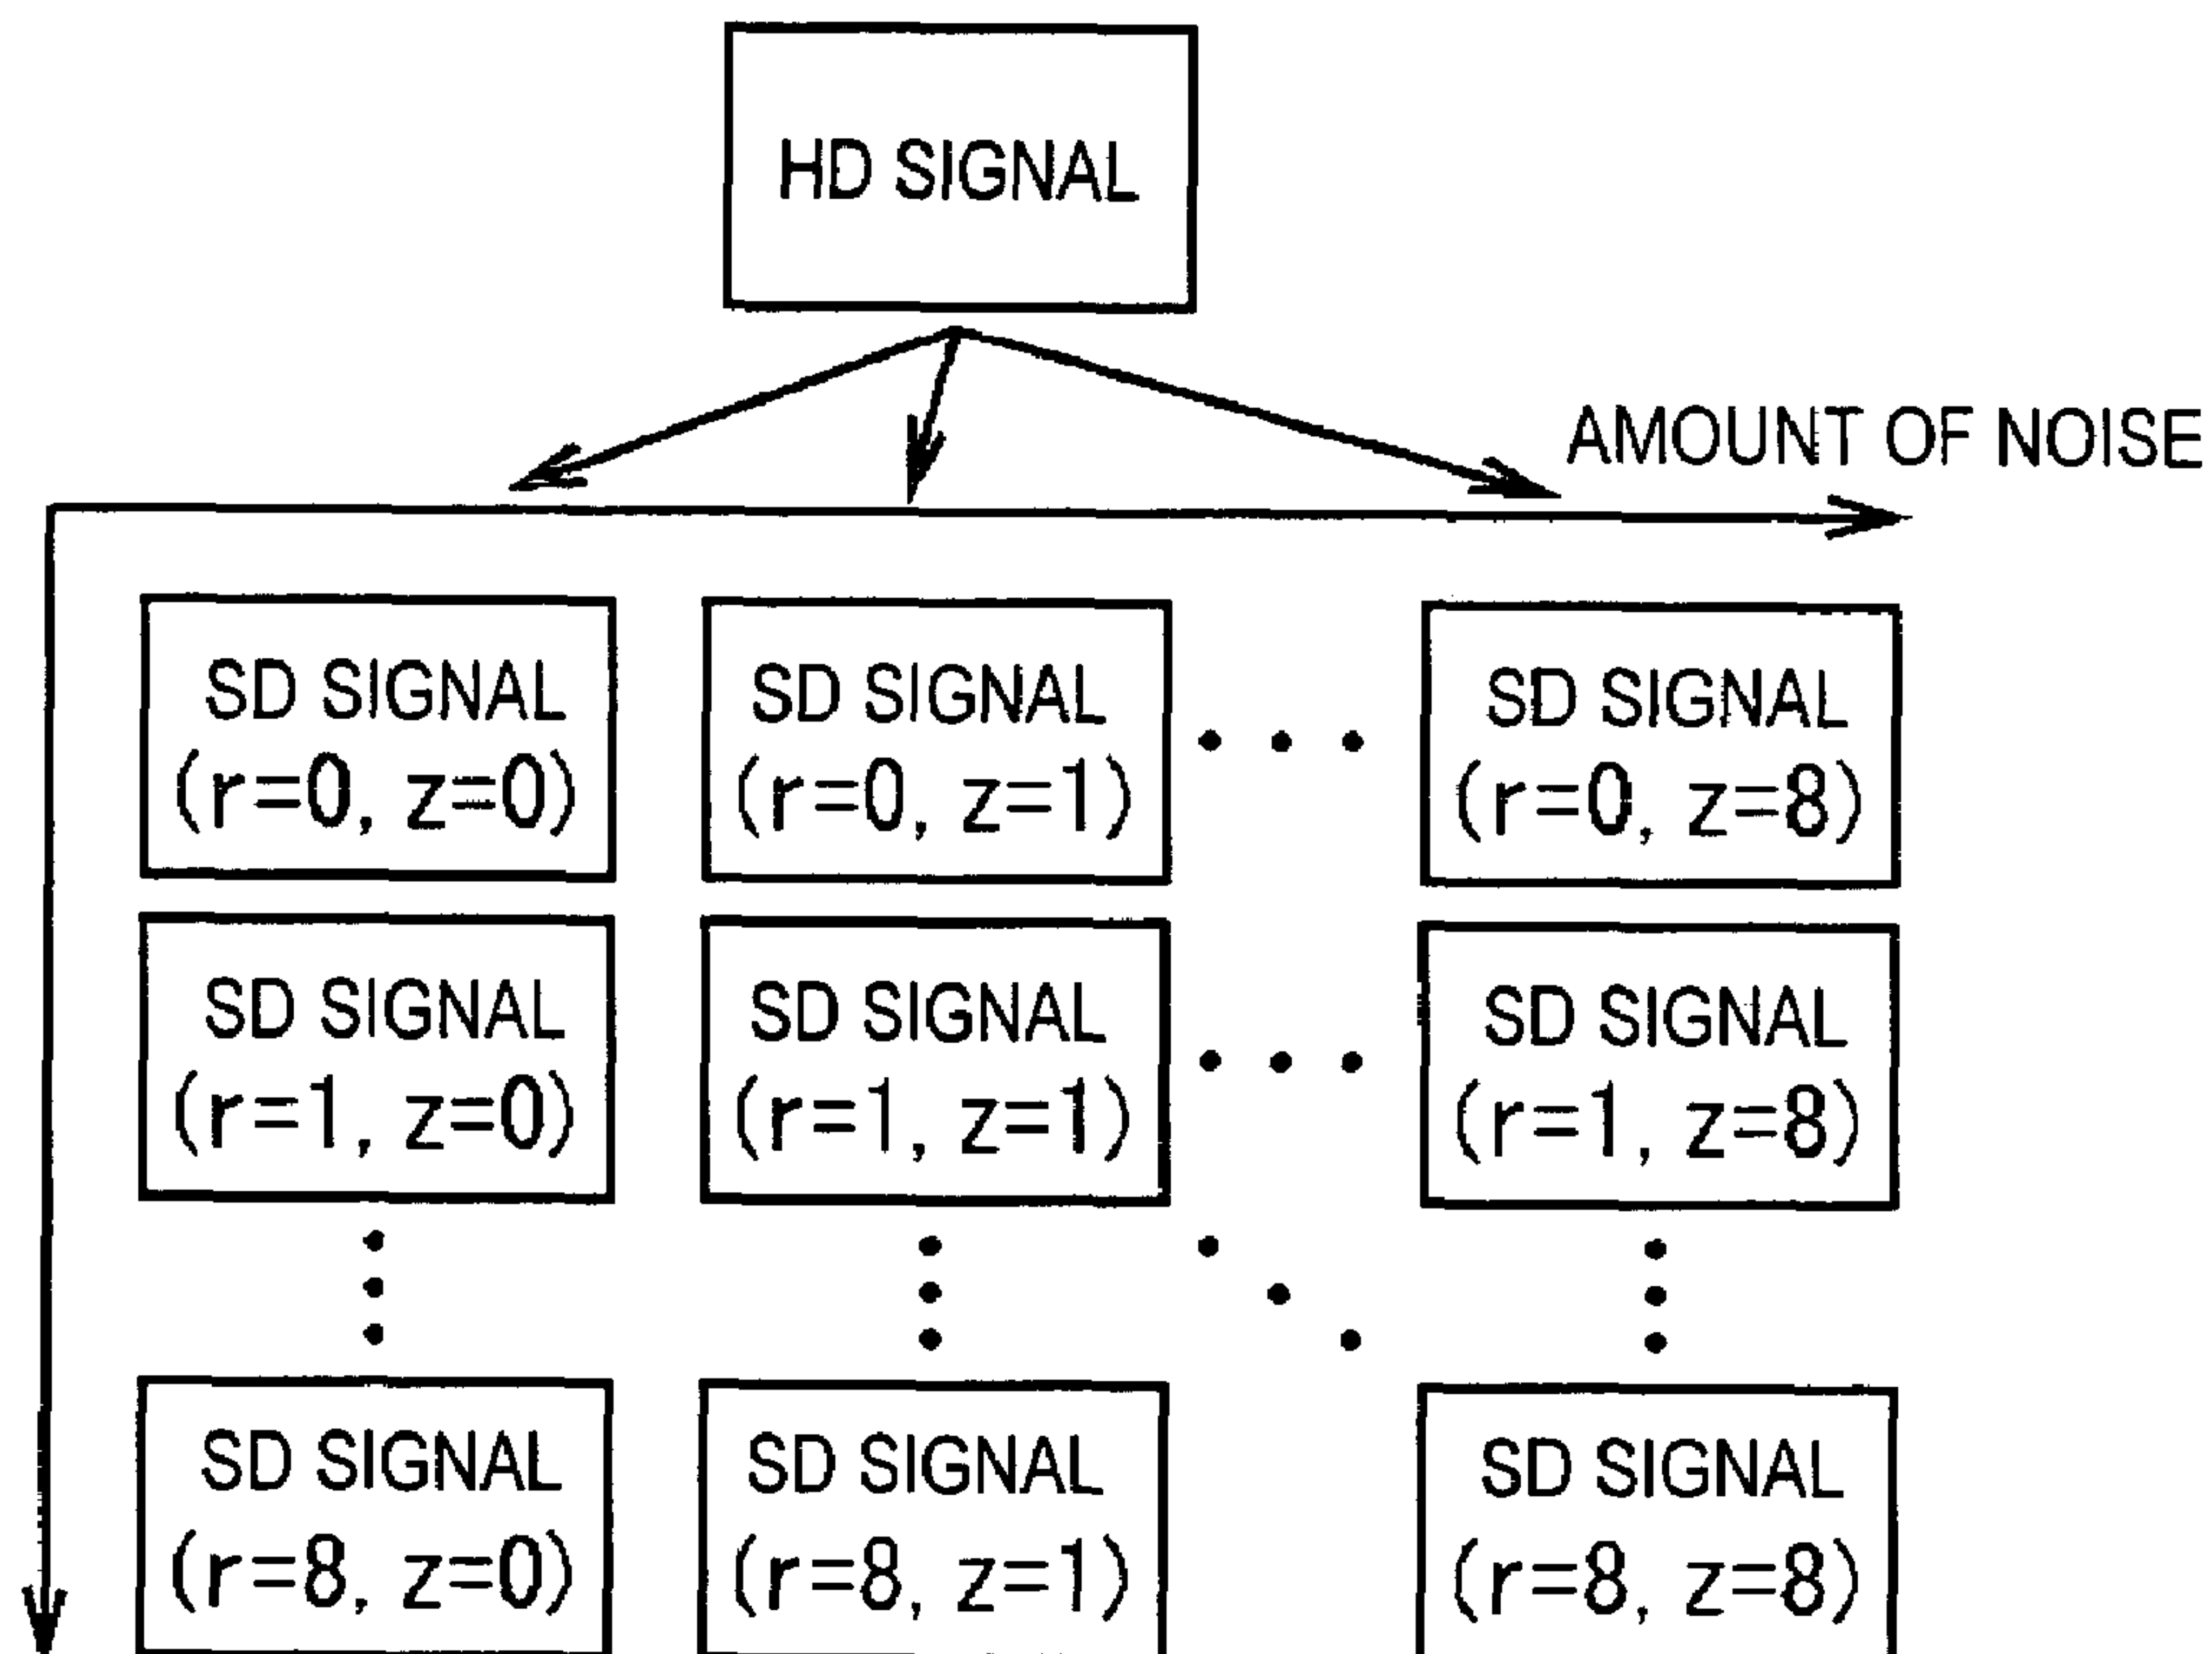 HD SIGNAL
AMOUNT OF NOISE
SD SIGNAL
(r=0, z=0)
SD SIGNAL
(r=0, z=1)
SD SIGNAL
(r=0, z=8)
SD SIGNAL
(r=1, z=0)
SD SIGNAL
(r=1, z=1)
SD SIGNAL
(r=1, z=8)
SD SIGNAL
(r=8, z=0)
SD SIGNAL
(r=8, z=1)
SD SIGNAL
(r=8, z=8)